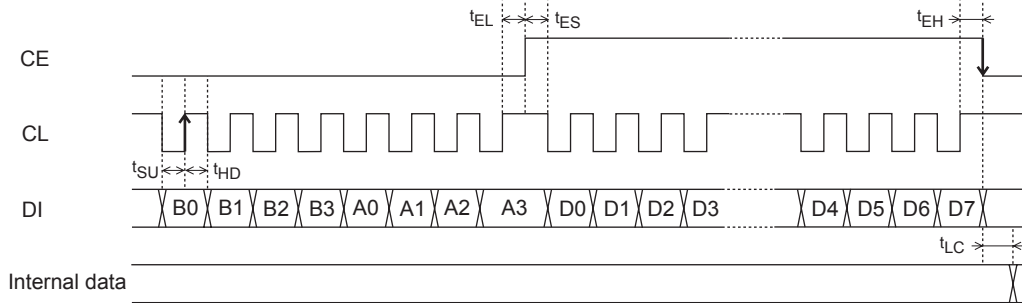 tEL tES tEH
CE
CL
tSU tHD
DI B0 B1 B2 B3 A0 A1 A2 A3 D0 D1 D2 D3 D4 D5 D6 D7
tLC
Internal data